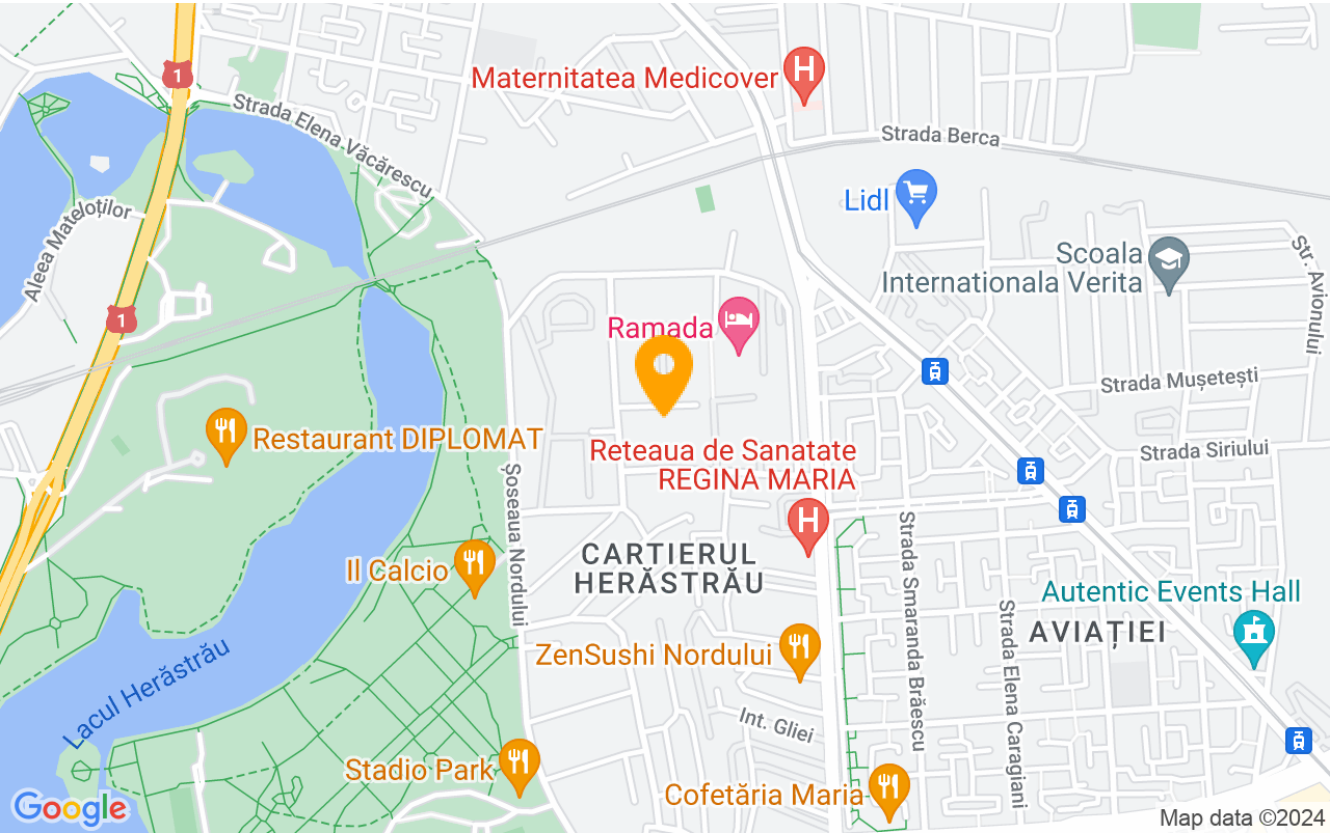 1
Maternitatea Medicover
H
Strada Elena Văcărescu
Strada Berca
Lidl
Aleea Mateloților
Scoala
Internationala Verita
Str. Avionului
1
Ramada
Strada Mușetești
Restaurant DIPLOMAT
Reteaua de Sanatate
REGINA MARIA
H
Strada Siriului
Șoseaua Nordului
Strada Smaranda Brăescu
CARTIERUL
HERĂSTRĂU
Il Calcio
Autentic Events Hall
Strada Elena Caragiani
AVIAȚIEI
ZenSushi Nordului
Lacul Herăstrău
Int. Gliei
Stadio Park
Cofetăria Maria
Google
Map data ©2024